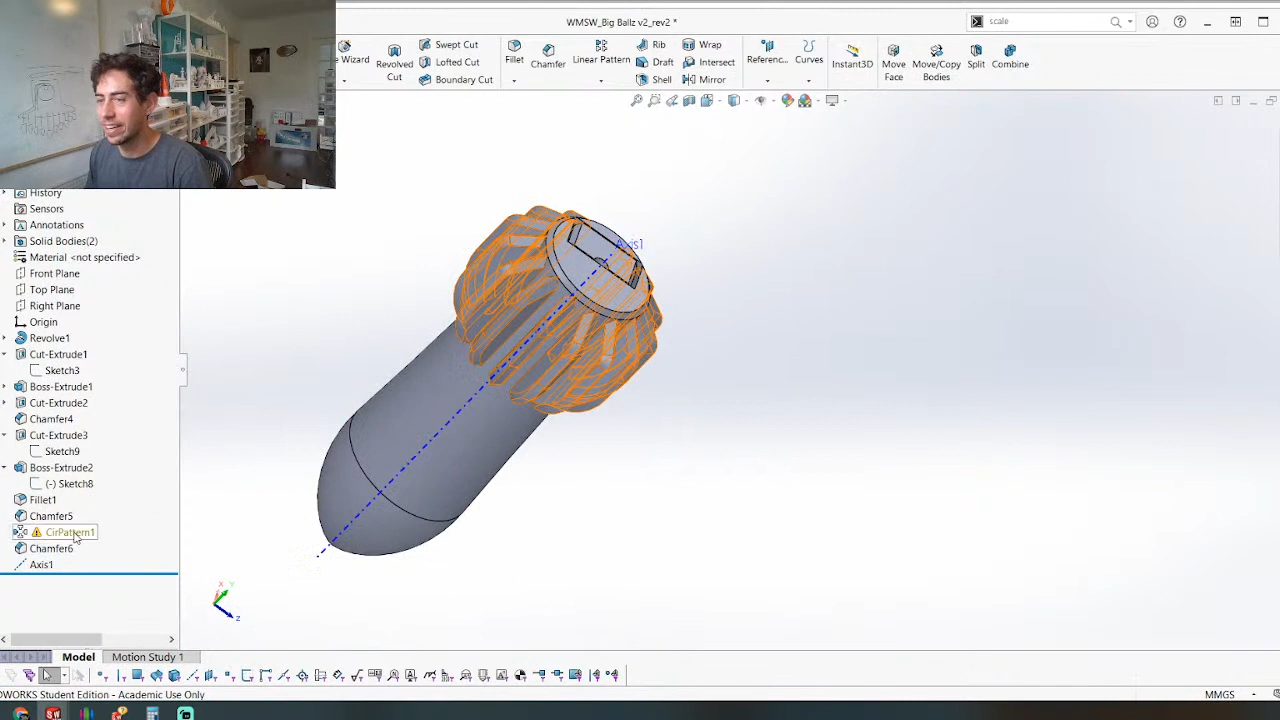 WMSW_Big Ballz v2_rev2 *
scale
Wizard
Revolved Cut
Swept Cut
Lofted Cut
Boundary Cut
Fillet
Chamfer
Linear Pattern
Rib
Draft
Shell
Wrap
Intersect
Mirror
Referenc...
Curves
Instant3D
Move Face
Move/Copy Bodies
Split
Combine
History
Sensors
Annotations
Solid Bodies(2)
Material <not specified>
Front Plane
Top Plane
Right Plane
Origin
Revolve1
Cut-Extrude1
Sketch3
Boss-Extrude1
Cut-Extrude2
Chamfer4
Cut-Extrude3
Sketch9
Boss-Extrude2
(-) Sketch8
Fillet1
Chamfer5
CirPattern1
Chamfer6
Axis1
Axis1
X
Y
Z
Model
Motion Study 1
DWORKS Student Edition - Academic Use Only
MMGS